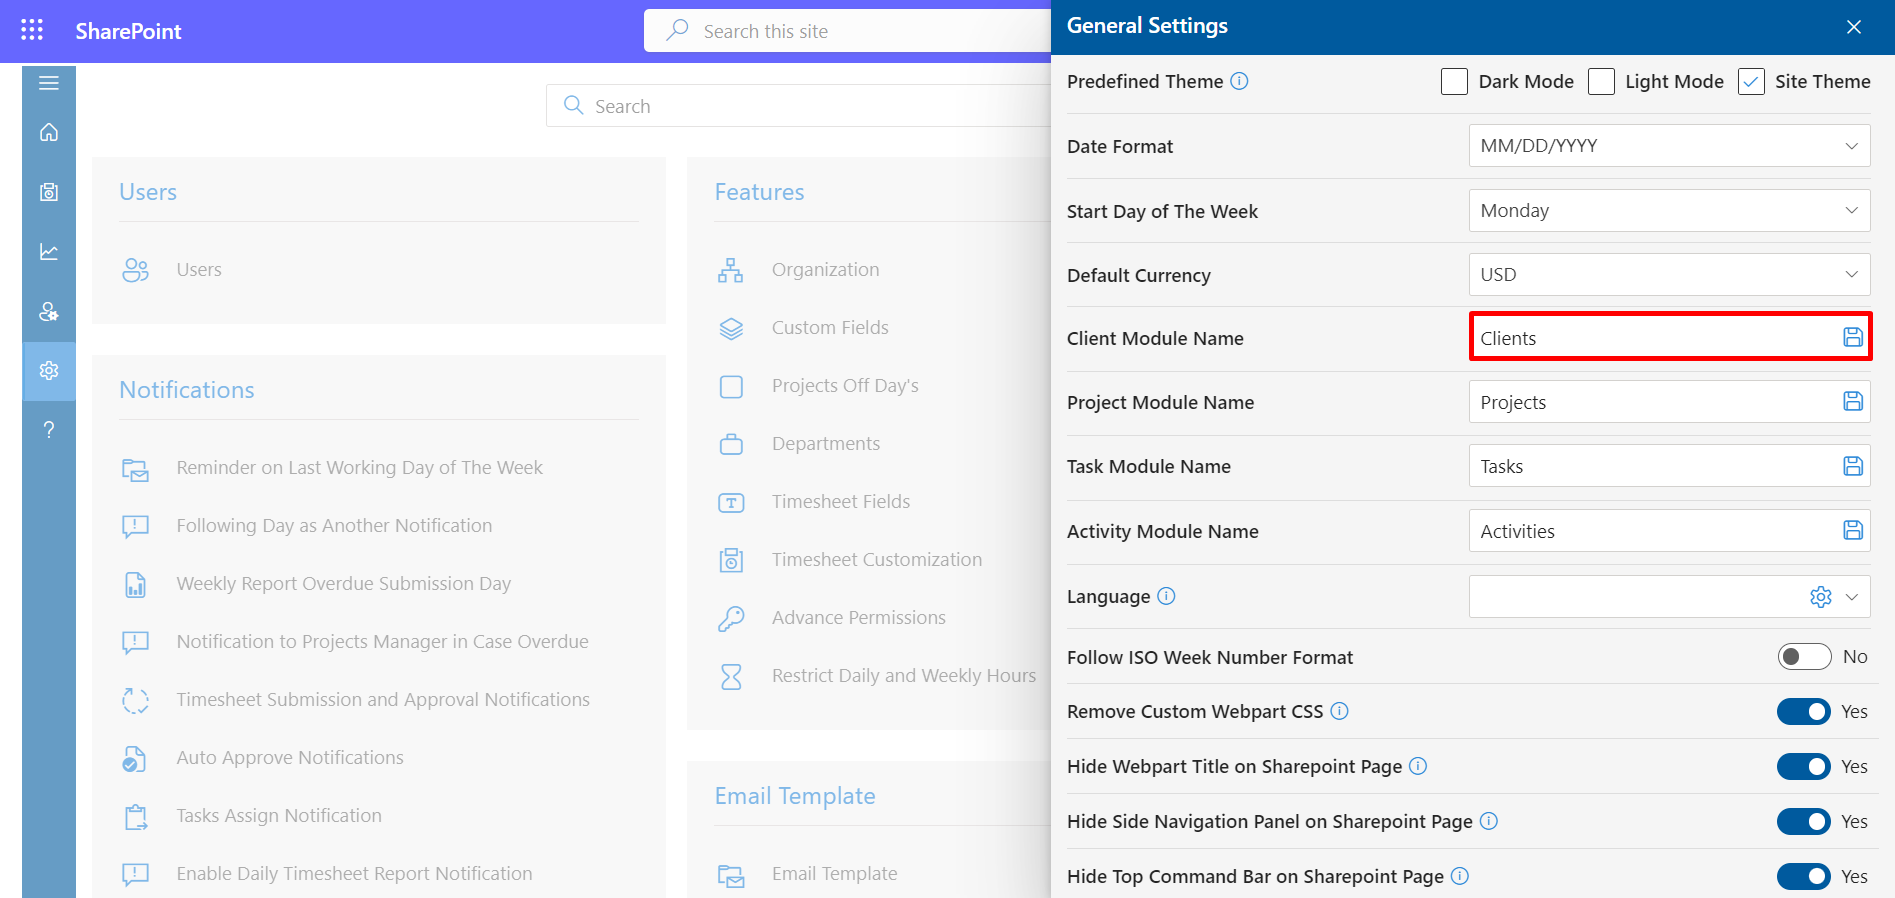 SharePoint
Search this site
Search
Users
Users
Notifications
Reminder on Last Working Day of The Week
Following Day as Another Notification
Weekly Report Overdue Submission Day
Notification to Projects Manager in Case Overdue
Timesheet Submission and Approval Notifications
Auto Approve Notifications
Tasks Assign Notification
Enable Daily Timesheet Report Notification
Features
Organization
Custom Fields
Projects Off Day's
Departments
Timesheet Fields
Timesheet Customization
Advance Permissions
Restrict Daily and Weekly Hours
Email Template
Email Template
General Settings
Predefined Theme Dark Mode Light Mode Site Theme
Date Format MM/DD/YYYY
Start Day of The Week Monday
Default Currency USD
Client Module Name Clients
Project Module Name Projects
Task Module Name Tasks
Activity Module Name Activities
Language
Follow ISO Week Number Format No
Remove Custom Webpart CSS Yes
Hide Webpart Title on Sharepoint Page Yes
Hide Side Navigation Panel on Sharepoint Page Yes
Hide Top Command Bar on Sharepoint Page Yes